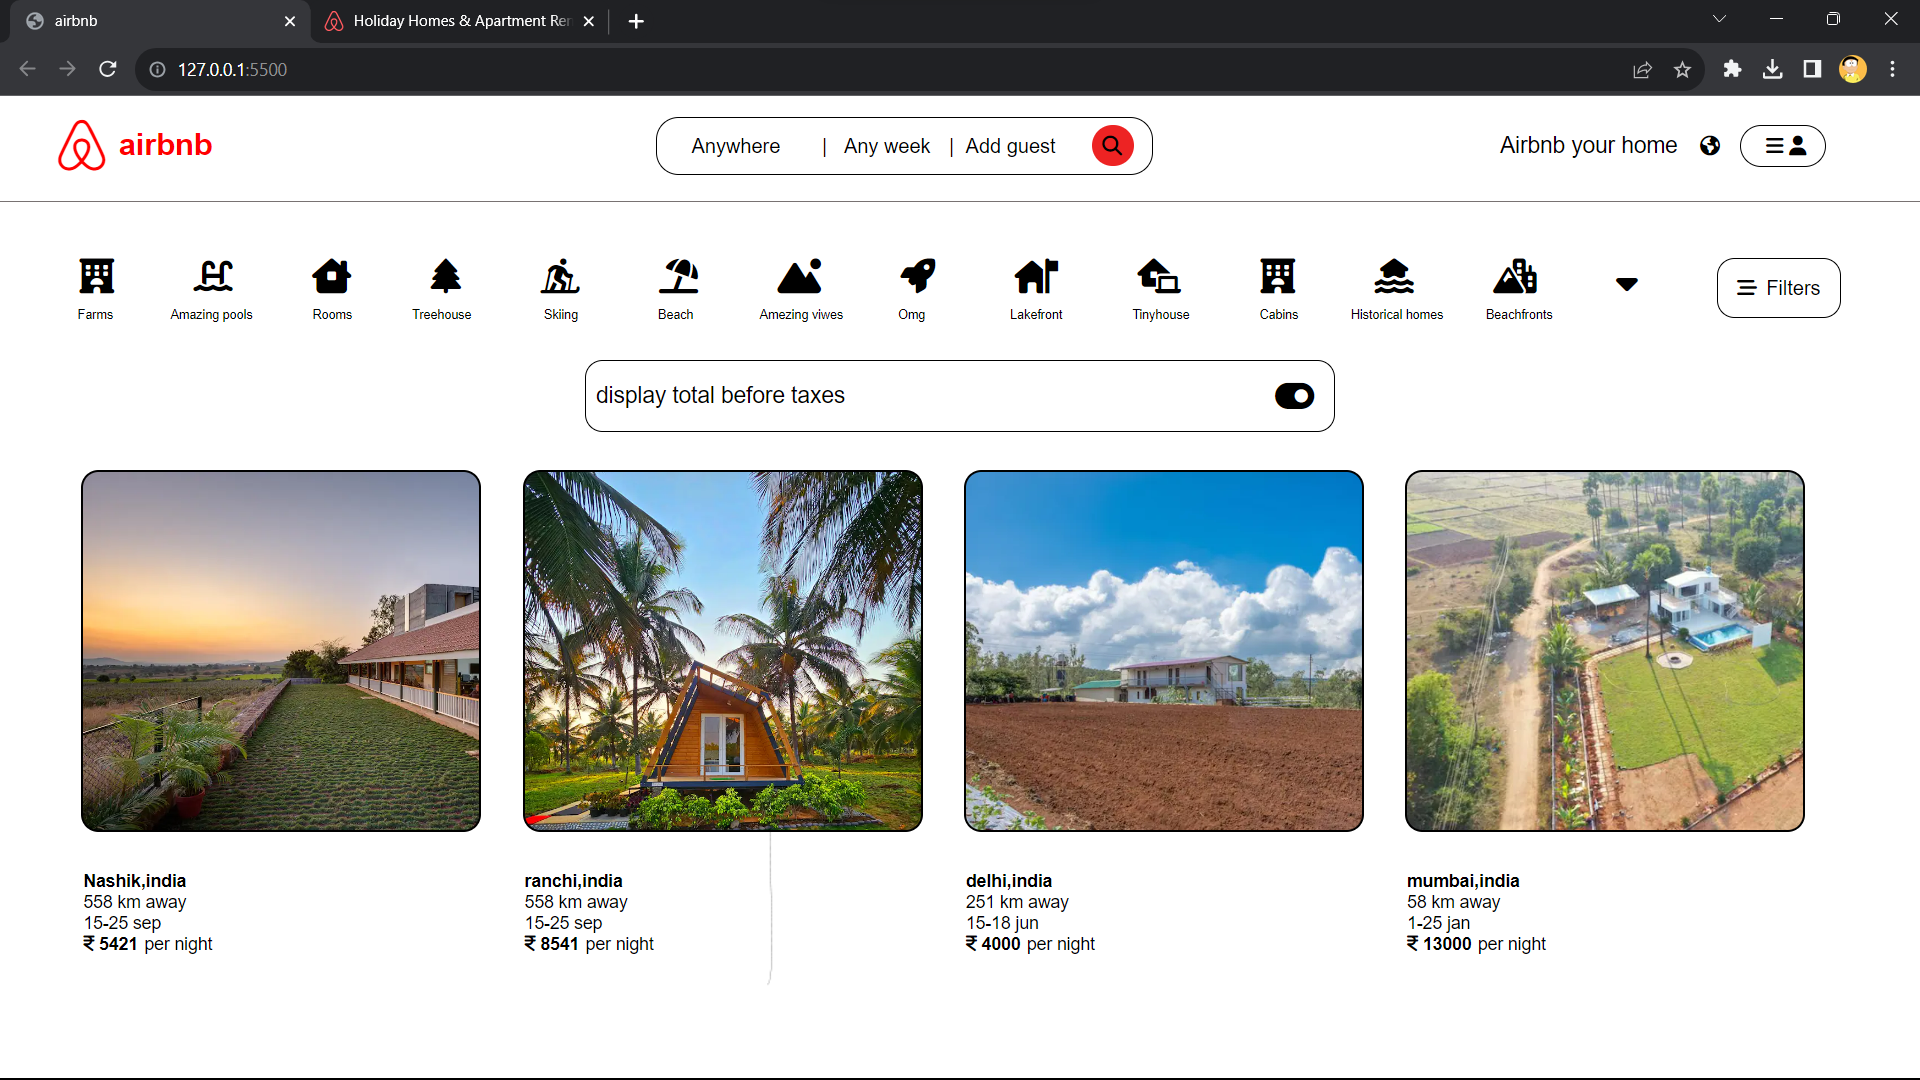 airbnb
Holiday Homes & Apartment Ren
127.0.0.1:5500
airbnb
Anywhere | Any week | Add guest
Airbnb your home
Farms Amazing pools Rooms Treehouse Skiing Beach Amezing viwes Omg Lakefront Tinyhouse Cabins Historical homes Beachfronts
Filters
display total before taxes
Nashik,india
558 km away
15-25 sep
₹ 5421 per night
ranchi,india
558 km away
15-25 sep
₹ 8541 per night
delhi,india
251 km away
15-18 jun
₹ 4000 per night
mumbai,india
58 km away
1-25 jan
₹ 13000 per night